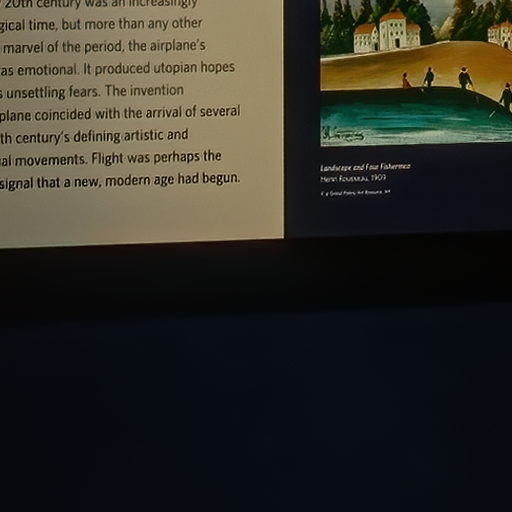 20th century was an increasingly
gical time, but more than any other
marvel of the period, the airplane's
as emotional. It produced utopian hopes
s unsettling fears. The invention
plane coincided with the arrival of several
th century's defining artistic and
al movements. Flight was perhaps the
signal that a new, modern age had begun.
Landscape and Four Fishermen
Henri Rousseau, 1909